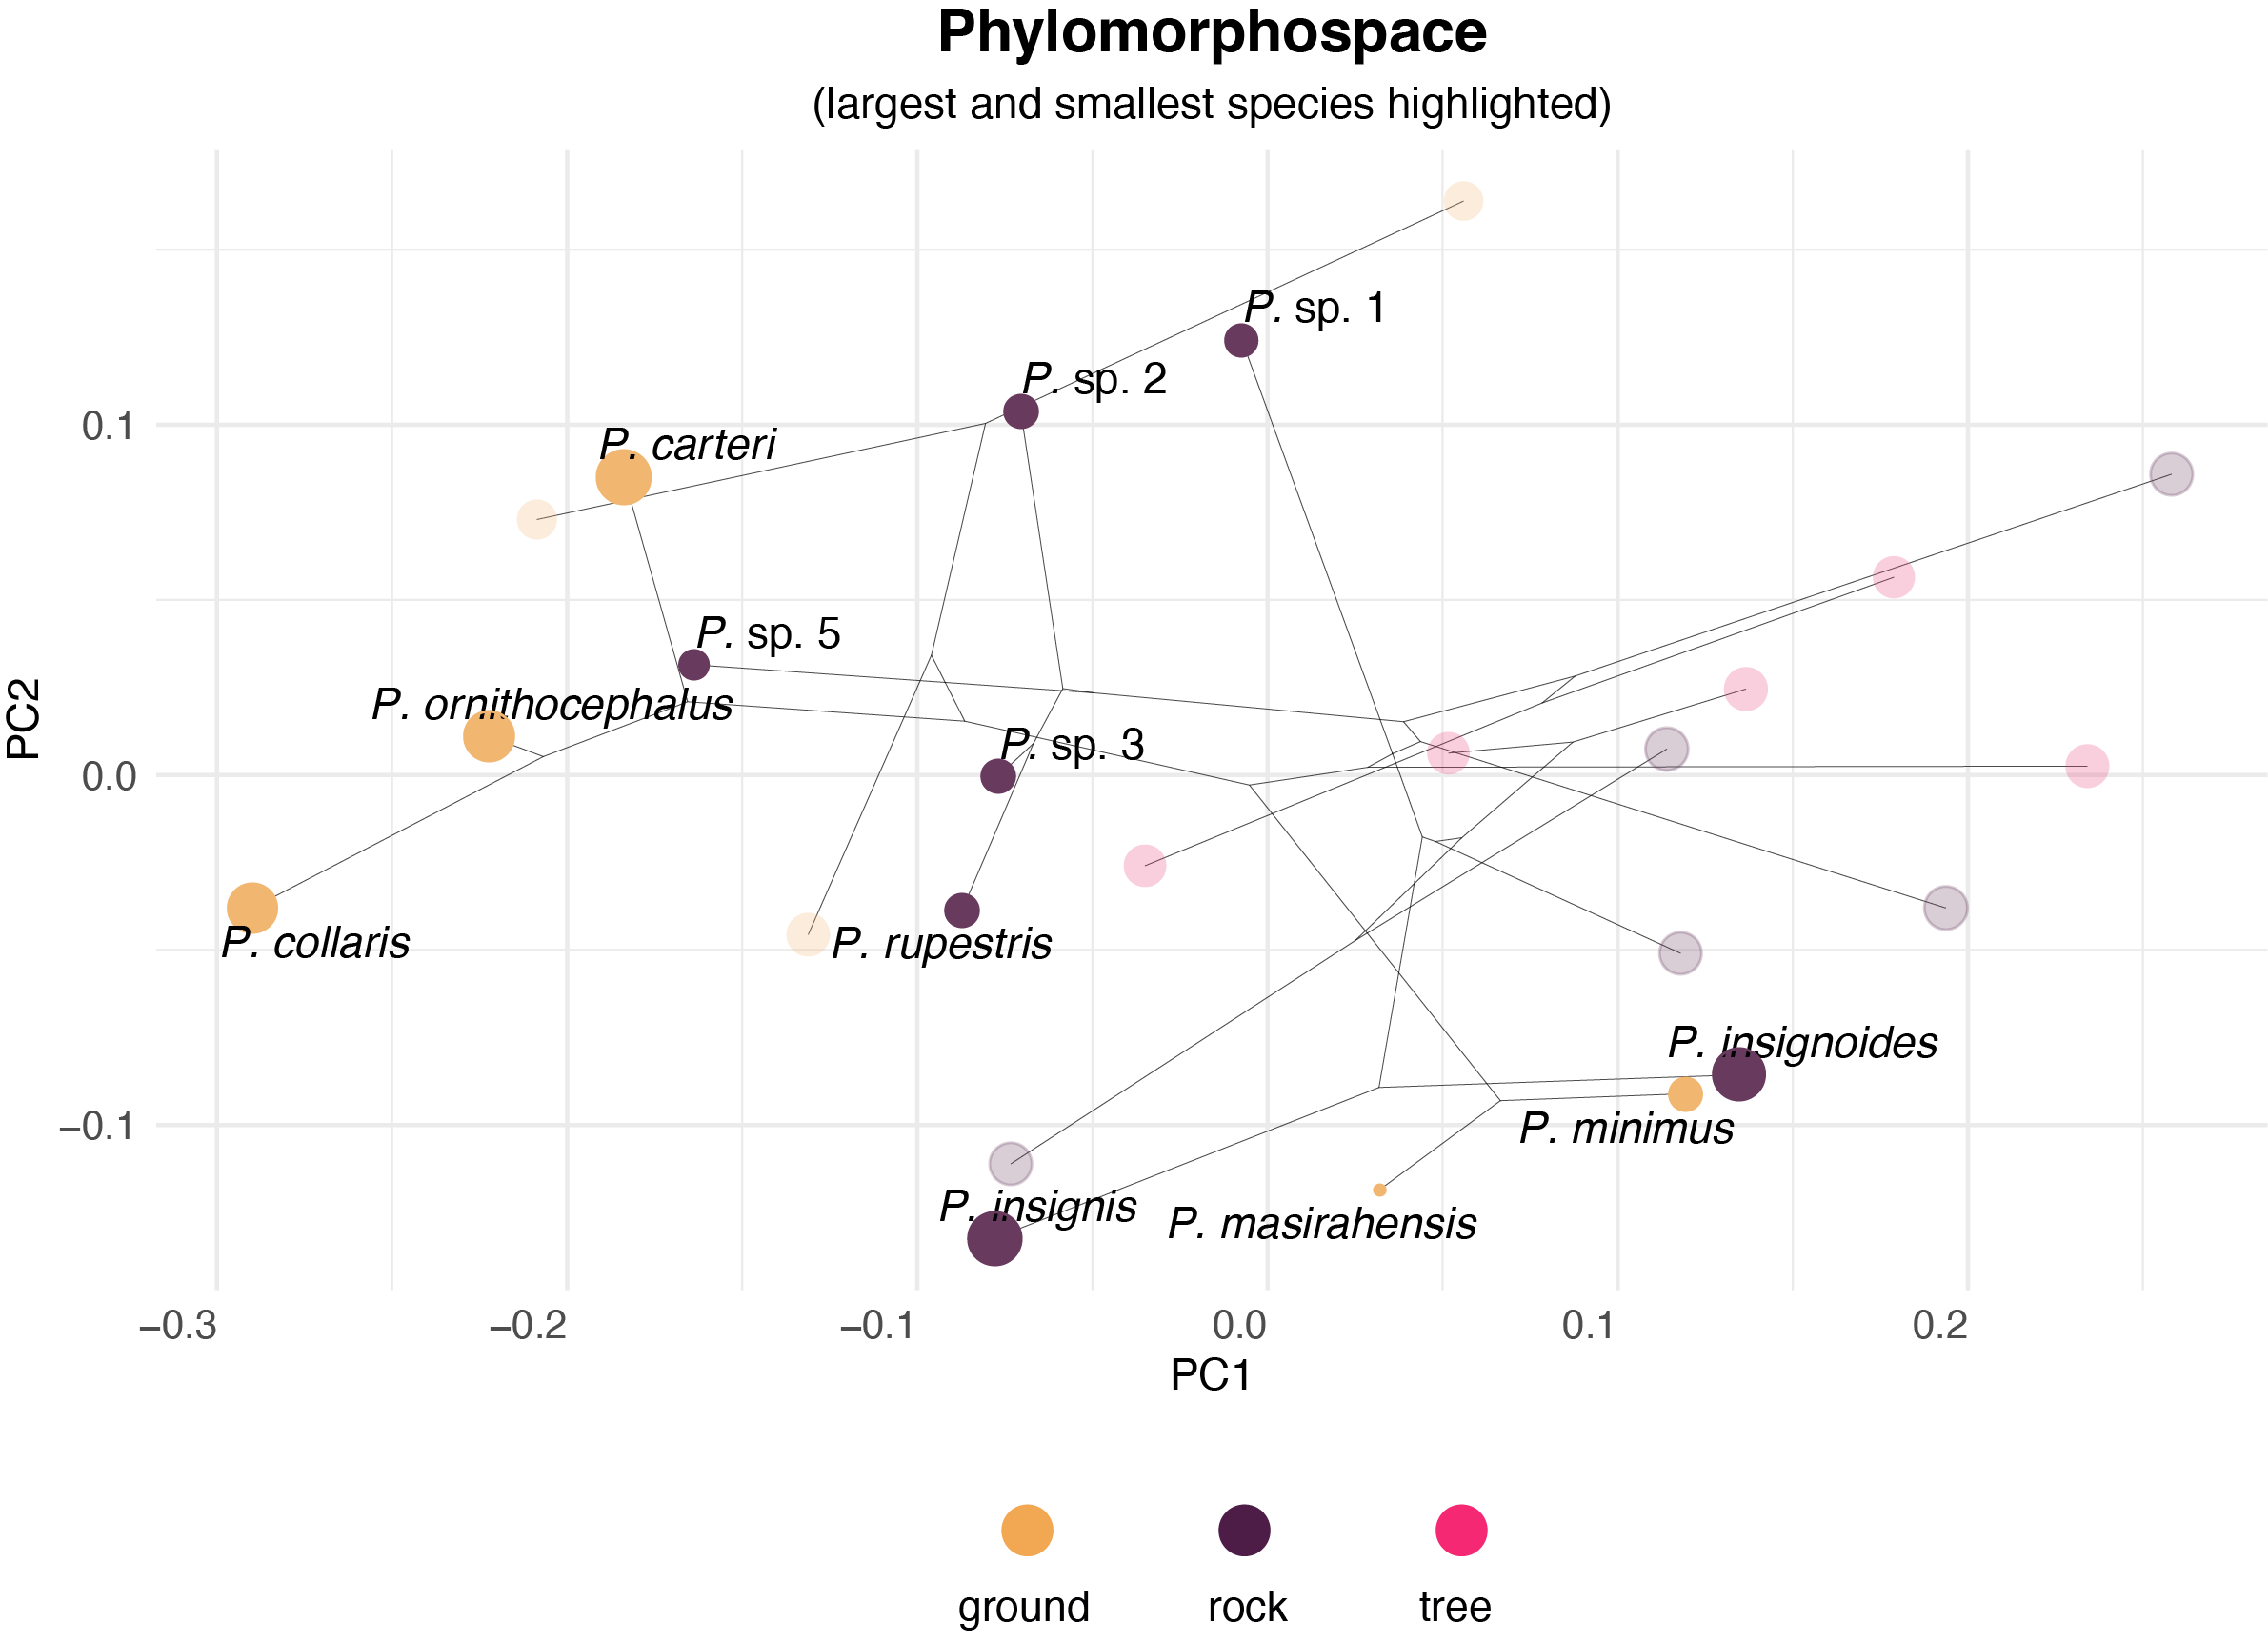 Phylomorphospace
(largest and smallest species highlighted)
P. sp. 1
P. sp. 2
0.1
P. carteri
P. sp. 5
PC2
P. ornithocephalus
P. sp. 3
0.0
P. collaris
P. rupestris
P. insignoides
−0.1
P. minimus
P. insignis
P. masirahensis
−0.3 −0.2 −0.1 0.0 0.1 0.2
PC1
ground rock tree